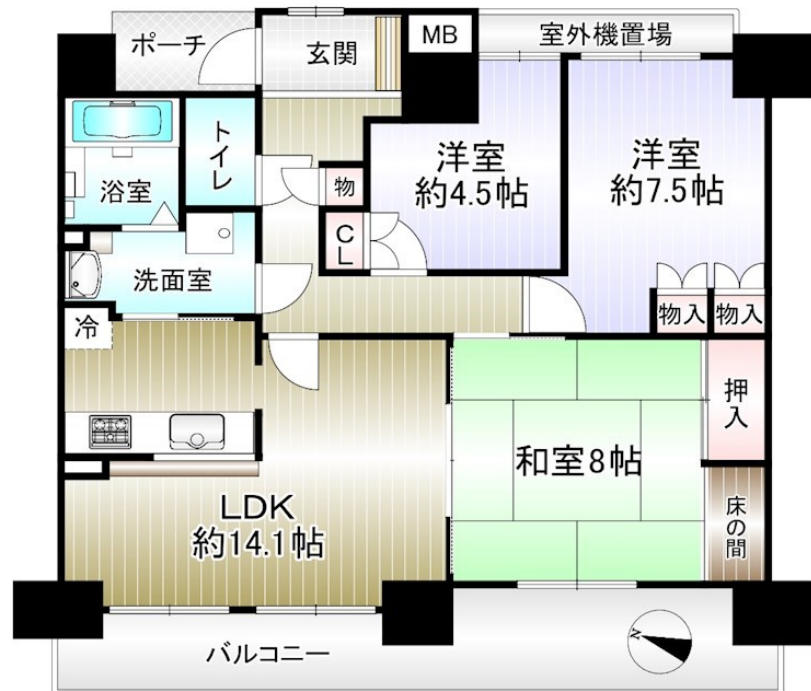 ポーチ
玄関
MB
室外機置場
トイレ
浴室
物
洋室
約4.5帖
洋室
約7.5帖
CL
洗面室
物入
物入
冷
押入
和室8帖
LDK
約14.1帖
床の間
バルコニー
N